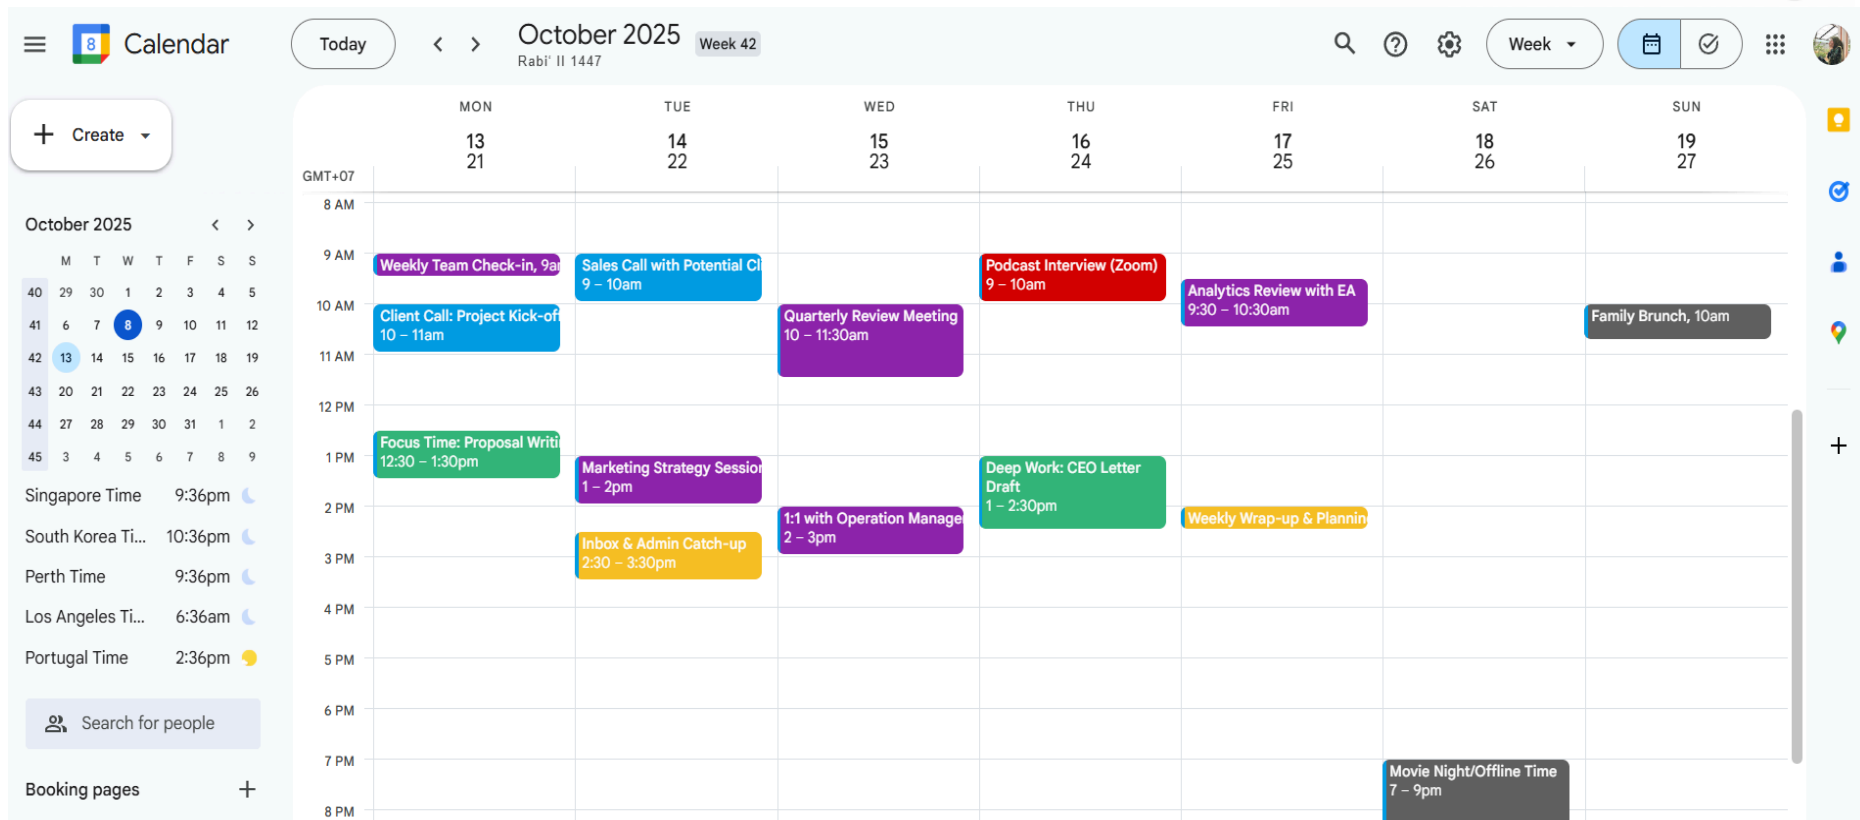 8 Calendar
Today
October 2025 Week 42
Rabiʻ II 1447
Week
Create
October 2025
M T W T F S S
40 29 30 1 2 3 4 5
41 6 7 8 9 10 11 12
42 13 14 15 16 17 18 19
43 20 21 22 23 24 25 26
44 27 28 29 30 31 1 2
45 3 4 5 6 7 8 9
Singapore Time 9:36pm
South Korea Ti... 10:36pm
Perth Time 9:36pm
Los Angeles Ti... 6:36am
Portugal Time 2:36pm
Search for people
Booking pages
MON TUE WED THU FRI SAT SUN
13 14 15 16 17 18 19
21 22 23 24 25 26 27
GMT+07
8 AM
9 AM
10 AM
11 AM
12 PM
1 PM
2 PM
3 PM
4 PM
5 PM
6 PM
7 PM
8 PM
Weekly Team Check-in, 9a
Client Call: Project Kick-of
10 – 11am
Focus Time: Proposal Writi
12:30 – 1:30pm
Sales Call with Potential Cl
9 – 10am
Marketing Strategy Session
1 – 2pm
Inbox & Admin Catch-up
2:30 – 3:30pm
Quarterly Review Meeting
10 – 11:30am
1:1 with Operation Manage
2 – 3pm
Podcast Interview (Zoom)
9 – 10am
Deep Work: CEO Letter
Draft
1 – 2:30pm
Analytics Review with EA
9:30 – 10:30am
Weekly Wrap-up & Plannin
Movie Night/Offline Time
7 – 9pm
Family Brunch, 10am